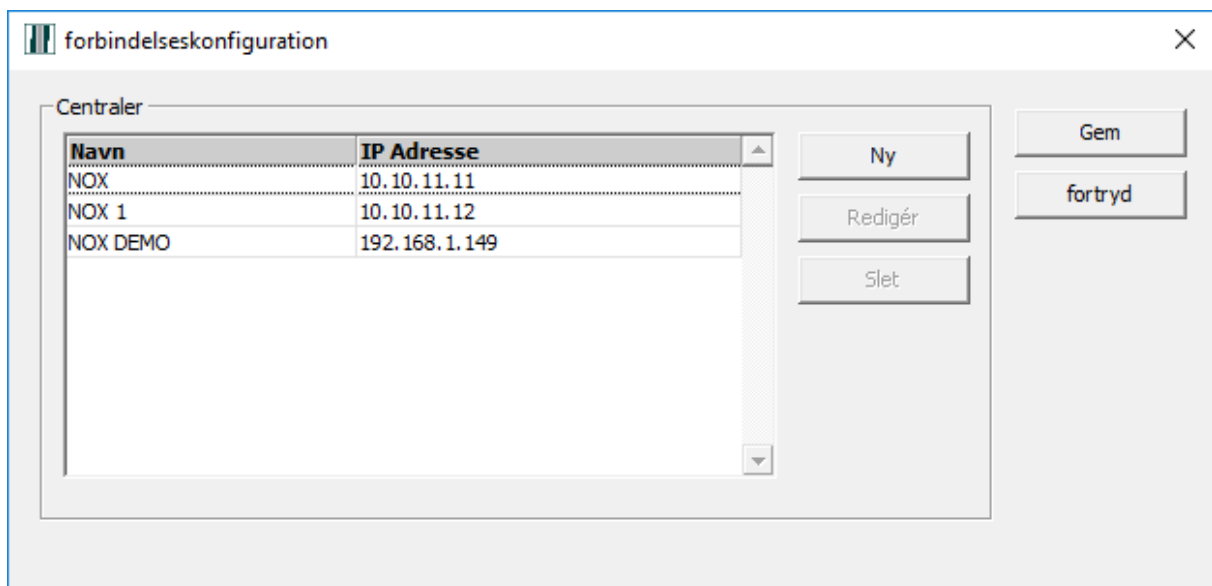 forbindelseskonfiguration
Centraler
Navn IP Adresse
NOX 10.10.11.11
NOX 1 10.10.11.12
NOX DEMO 192.168.1.149
Ny
Redigér
Slet
Gem
fortryd